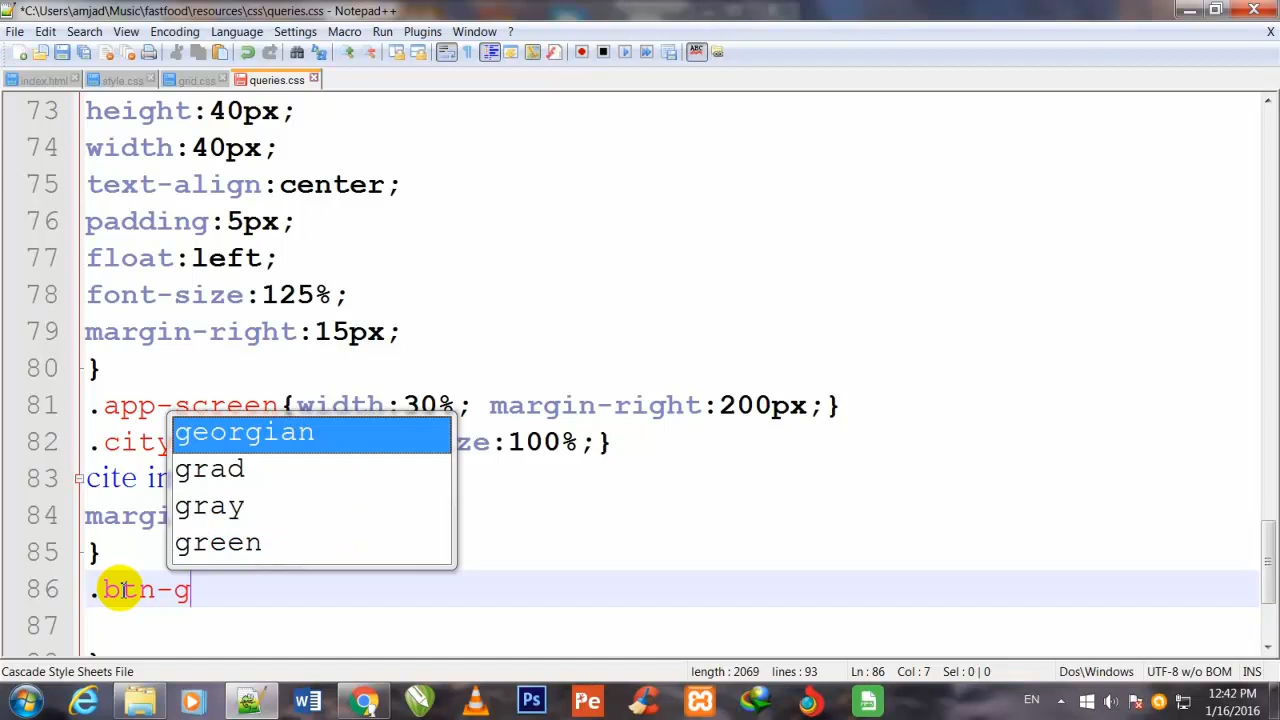 *C:\Users\amjad\Music\fastfood\resources\css\queries.css - Notepad++
File Edit Search View Encoding Language Settings Macro Run Plugins Window ? X
index.html style.css grid.css queries.css
73 height:40px;
74 width:40px;
75 text-align:center;
76 padding:5px;
77 float:left;
78 font-size:125%;
79 margin-right:15px;
80 }
81 .app-screen{width:30%; margin-right:200px;}
82 .city ze:100%;}
83 cite in
84 margi
85 }
86 .btn-g
87
georgian
grad
gray
green
Cascade Style Sheets File length : 2069 lines : 93 Ln : 86 Col : 7 Sel : 0 | 0 Dos\Windows UTF-8 w/o BOM INS
W Ps Pe EN 12:42 PM
1/16/2016